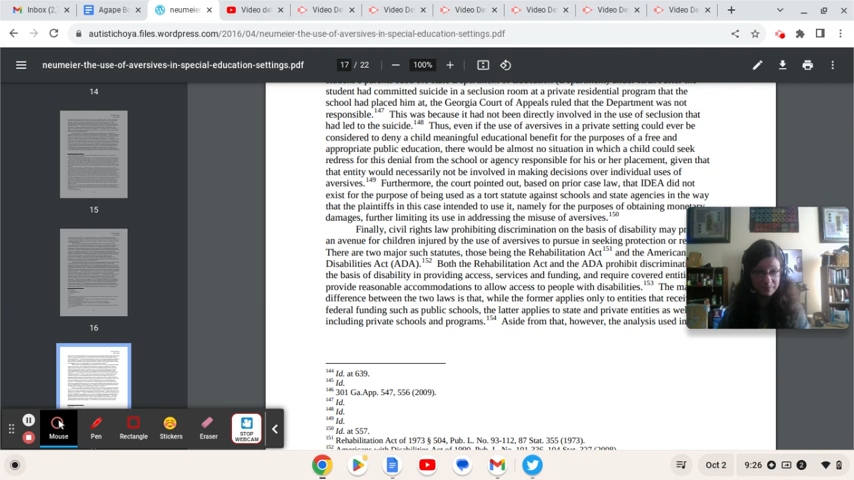 Inbox (2
Agape B
neumeie
Video de
Video De
Video De
Video De
Video De
Video De
Video De
autistichoya.files.wordpress.com/2016/04/neumeier-the-use-of-aversives-in-special-education-settings.pdf
neumeier-the-use-of-aversives-in-special-education-settings.pdf
17 / 22
100%
14
15
16
student had committed suicide in a seclusion room at a private residential program that the
school had placed him at, the Georgia Court of Appeals ruled that the Department was not
responsible.147 This was because it had not been directly involved in the use of seclusion that
had led to the suicide.148 Thus, even if the use of aversives in a private setting could ever be
considered to deny a child meaningful educational benefit for the purposes of a free and
appropriate public education, there would be almost no situation in which a child could seek
redress for this denial from the school or agency responsible for his or her placement, given that
that entity would necessarily not be involved in making decisions over individual uses of
aversives.149 Furthermore, the court pointed out, based on prior case law, that IDEA did not
exist for the purpose of being used as a tort statute against schools and state agencies in the way
that the plaintiffs in this case intended to use it, namely for the purposes of obtaining monetary
damages, further limiting its use in addressing the misuse of aversives.150
Finally, civil rights law prohibiting discrimination on the basis of disability may pr
an avenue for children injured by the use of aversives to pursue in seeking protection or re
There are two major such statutes, those being the Rehabilitation Act151 and the American
Disabilities Act (ADA).152 Both the Rehabilitation Act and the ADA prohibit discriminat
the basis of disability in providing access, services and funding, and require covered entiti
provide reasonable accommodations to allow access to people with disabilities.153 The ma
difference between the two laws is that, while the former applies only to entities that recei
federal funding such as public schools, the latter applies to state and private entities as wel
including private schools and programs.154 Aside from that, however, the analysis used in
144 Id. at 639.
145 Id.
146 301 Ga.App. 547, 556 (2009).
147 Id.
148 Id.
149 Id.
150 Id. at 557.
151 Rehabilitation Act of 1973 § 504, Pub. L. No. 93-112, 87 Stat. 355 (1973).
Mouse
Pen
Rectangle
Stickers
Eraser
STOP WEBCAM
Oct 2
9:26
2